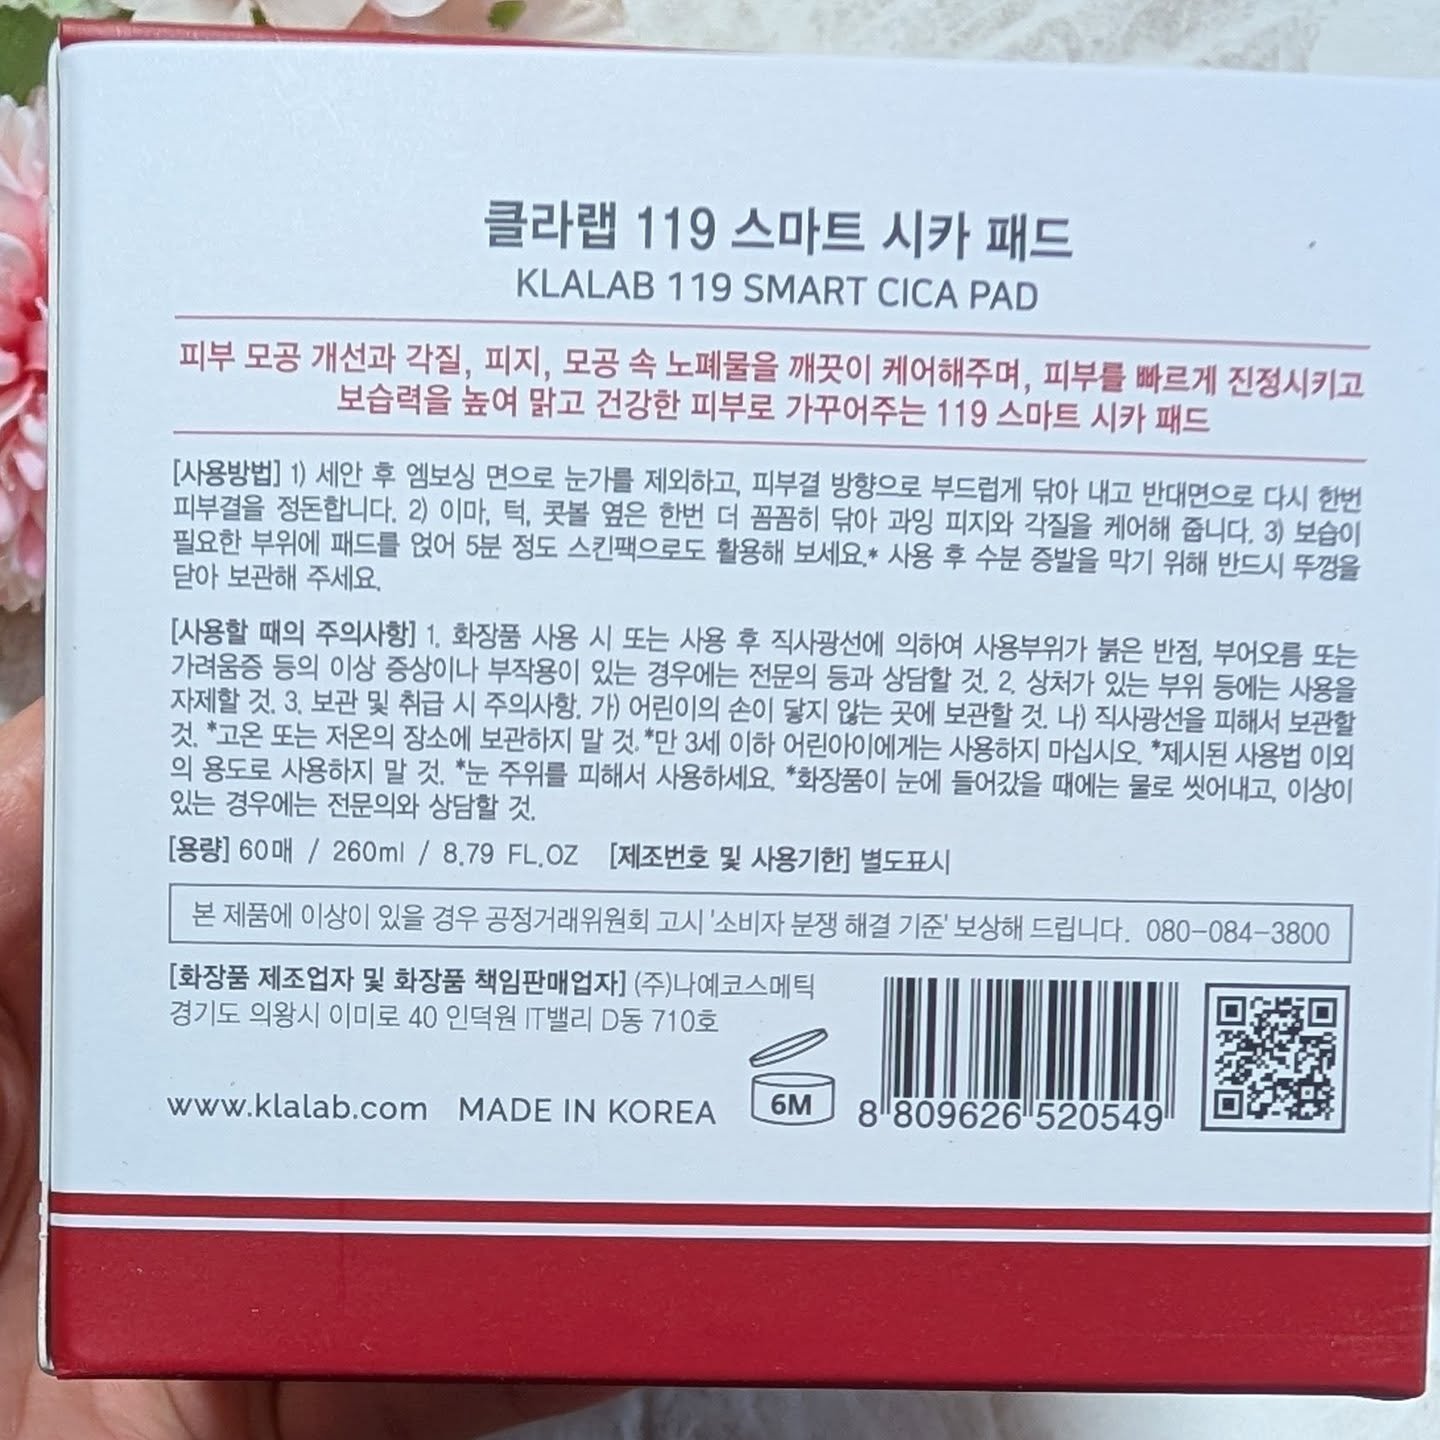 클라랩 119 스마트 시카 패드
KLALAB 119 SMART CICA PAD
피부 모공 개선과 각질, 피지, 모공 속 노폐물을 깨끗이 케어해주며, 피부를 빠르게 진정시키고
보습력을 높여 맑고 건강한 피부로 가꾸어주는 119 스마트 시카 패드
[사용방법] 1) 세안 후 엠보싱 면으로 눈가를 제외하고, 피부결 방향으로 부드럽게 닦아 내고 반대면으로 다시 한번
피부결을 정돈합니다. 2) 이마, 턱, 콧볼 옆은 한번 더 꼼꼼히 닦아 과잉 피지와 각질을 케어해 줍니다. 3) 보습이
필요한 부위에 패드를 얹어 5분 정도 스킨팩으로도 활용해 보세요.* 사용 후 수분 증발을 막기 위해 반드시 뚜껑을
닫아 보관해 주세요.
[사용할 때의 주의사항] 1. 화장품 사용 시 또는 사용 후 직사광선에 의하여 사용부위가 붉은 반점, 부어오름 또는
가려움증 등의 이상 증상이나 부작용이 있는 경우에는 전문의 등과 상담할 것. 2. 상처가 있는 부위 등에는 사용을
자제할 것. 3. 보관 및 취급 시 주의사항. 가) 어린이의 손이 닿지 않는 곳에 보관할 것. 나) 직사광선을 피해서 보관할
것. *고온 또는 저온의 장소에 보관하지 말 것. *만 3세 이하 어린아이에게는 사용하지 마십시오. *제시된 사용법 이외
의 용도로 사용하지 말 것. *눈 주위를 피해서 사용하세요. *화장품이 눈에 들어갔을 때에는 물로 씻어내고, 이상이
있는 경우에는 전문의와 상담할 것.
[용량] 60매 / 260ml / 8.79 FL.OZ [제조번호 및 사용기한] 별도표시
본 제품에 이상이 있을 경우 공정거래위원회 고시 '소비자 분쟁 해결 기준' 보상해 드립니다. 080-084-3800
[화장품 제조업자 및 화장품 책임판매업자] (주)나예코스메틱
경기도 의왕시 이미로 40 인덕원 IT밸리 D동 710호
www.klalab.com MADE IN KOREA
6M
8 809626 520549